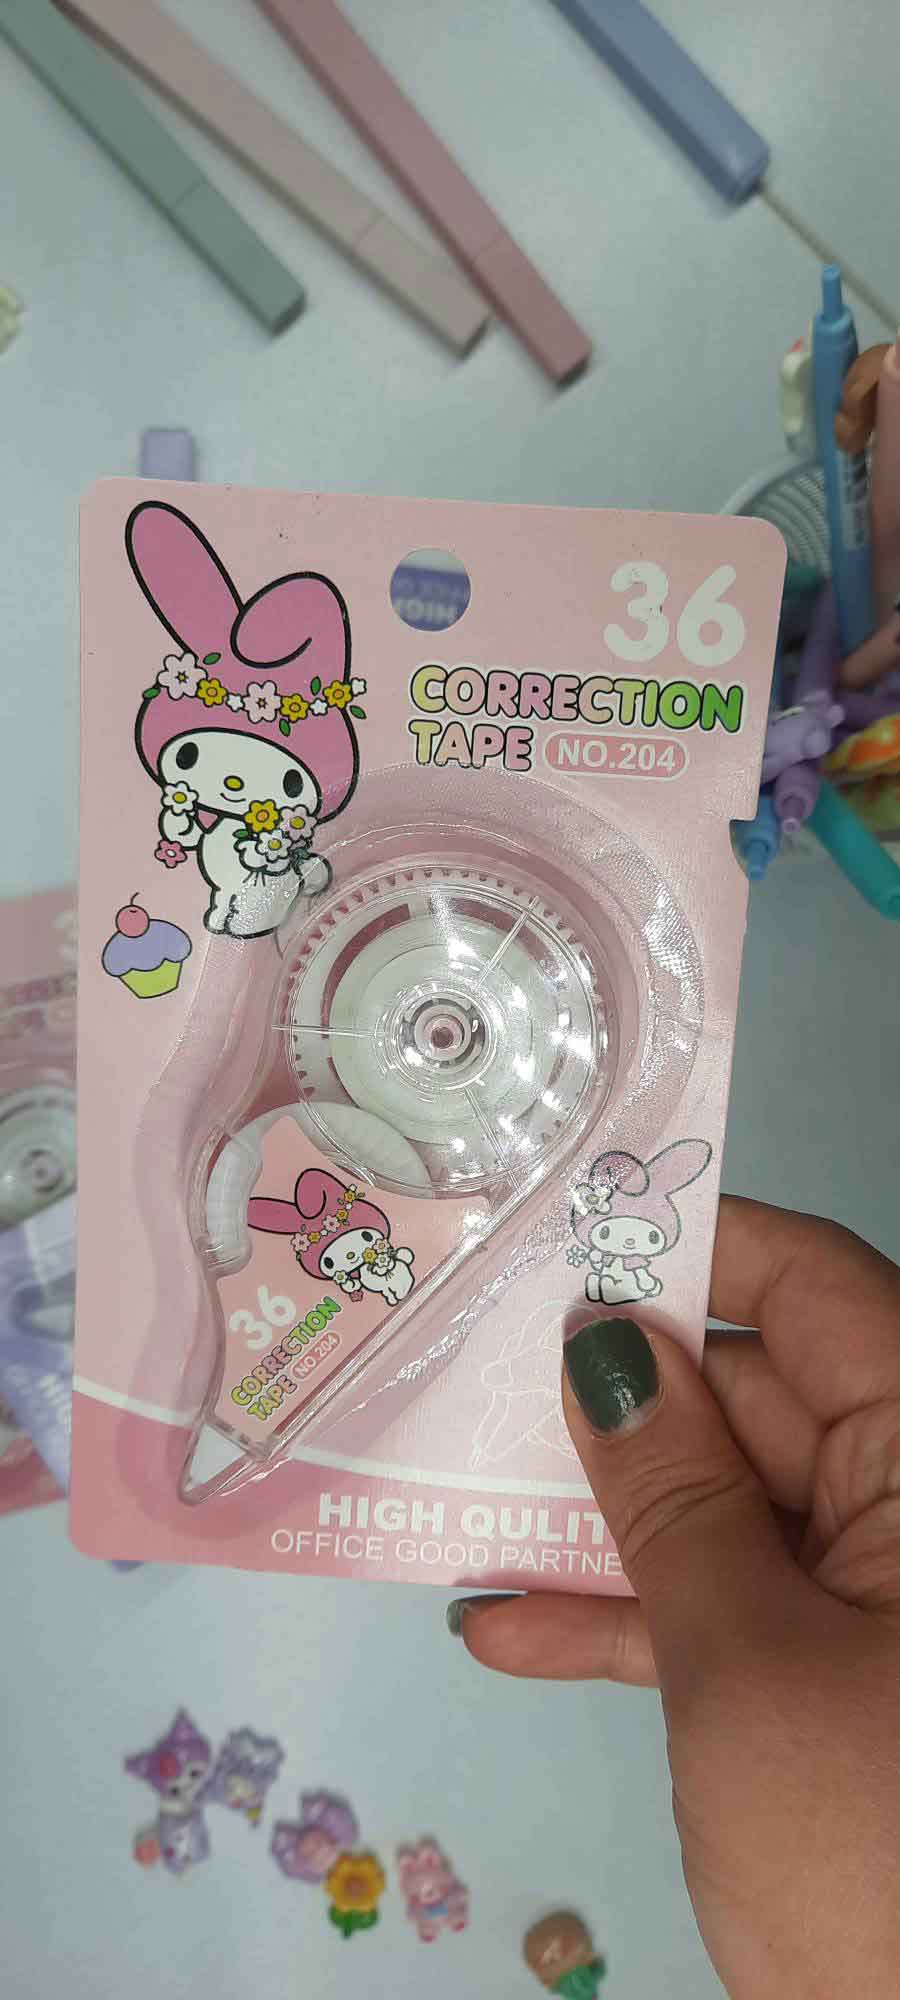 36
CORRECTION
TAPE NO.204
36
CORRECTION
TAPE NO.204
HIGH QULIT
OFFICE GOOD PARTNE